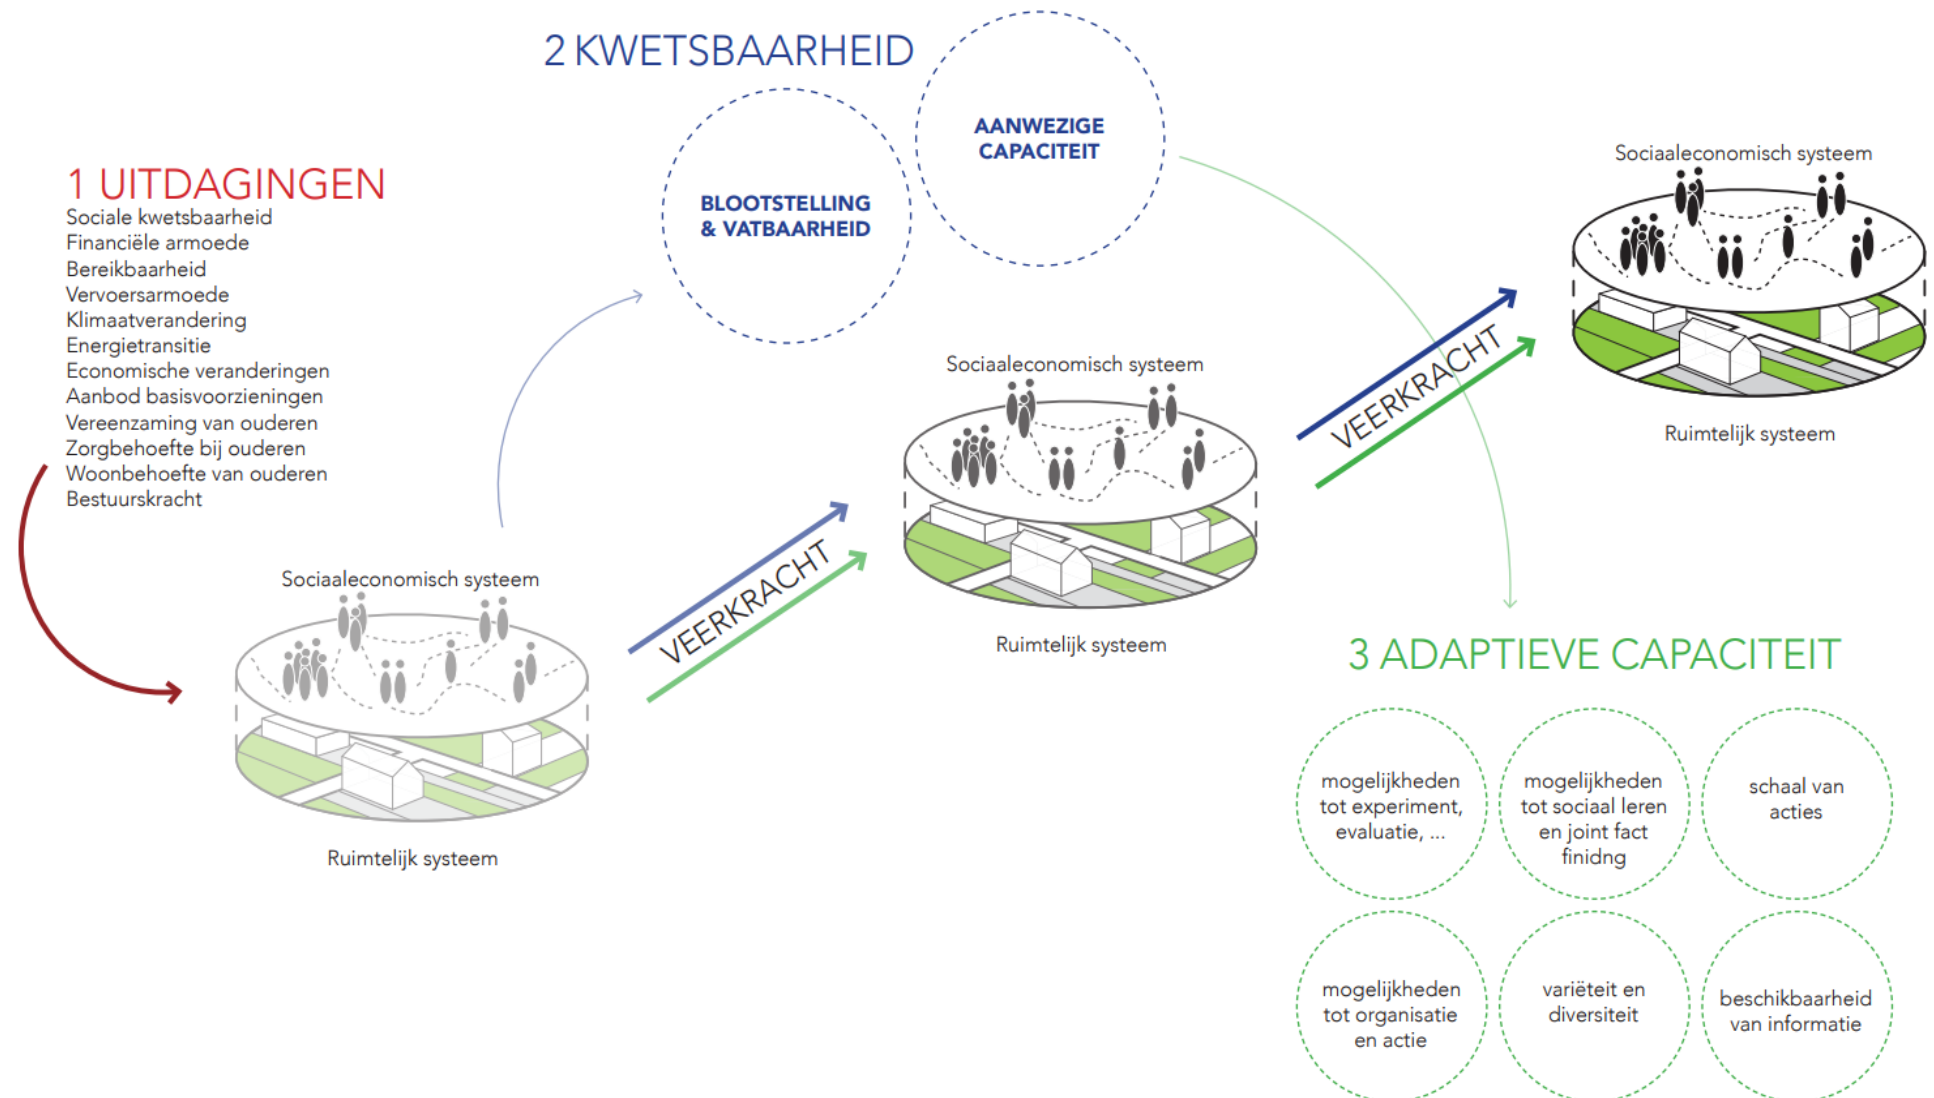 2 KWETSBAARHEID
AANWEZIGE
CAPACITEIT
BLOOTSTELLING
& VATBAARHEID
1 UITDAGINGEN
Sociale kwetsbaarheid
Financiële armoede
Bereikbaarheid
Vervoersarmoede
Klimaatverandering
Energietransitie
Economische veranderingen
Aanbod basisvoorzieningen
Vereenzaming van ouderen
Zorgbehoefte bij ouderen
Woonbehoefte van ouderen
Bestuurskracht
Sociaaleconomisch systeem
Ruimtelijk systeem
VEERKRACHT
Sociaaleconomisch systeem
Ruimtelijk systeem
VEERKRACHT
Sociaaleconomisch systeem
Ruimtelijk systeem
3 ADAPTIEVE CAPACITEIT
mogelijkheden
tot experiment,
evaluatie, ...
mogelijkheden
tot sociaal leren
en joint fact
finidng
schaal van
acties
mogelijkheden
tot organisatie
en actie
variëteit en
diversiteit
beschikbaarheid
van informatie